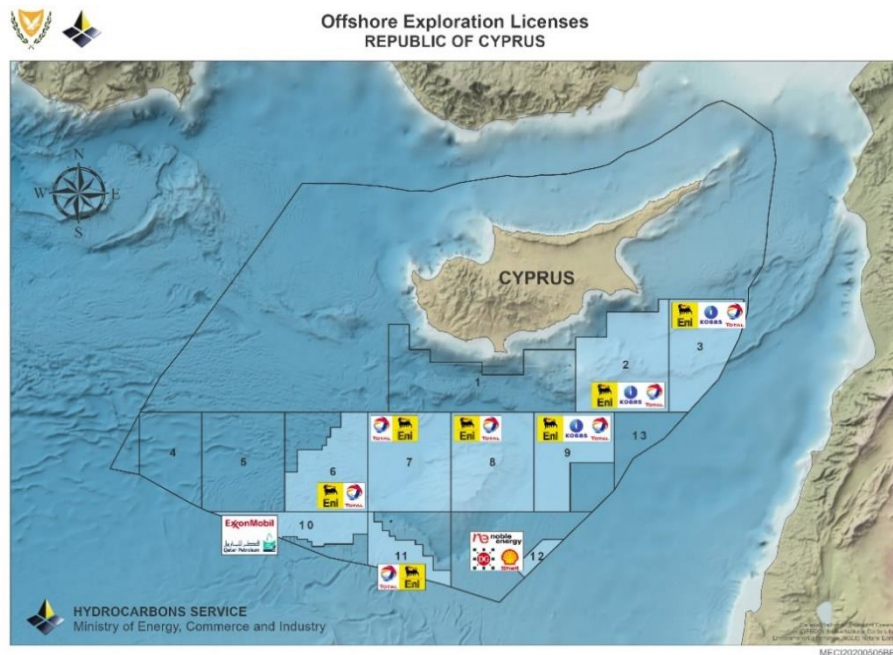 Offshore Exploration Licenses
REPUBLIC OF CYPRUS
N
W E
S
CYPRUS
Eni KOGAS TOTAL
3
2
Eni KOGAS TOTAL
1
TOTAL Eni
Eni TOTAL
Eni KOGAS TOTAL
13
4
5
6
7
8
9
Eni TOTAL
ExxonMobil
Qatar Petroleum
10
11
TOTAL Eni
noble
energy
DG Shell
12
HYDROCARBONS SERVICE
Ministry of Energy, Commerce and Industry